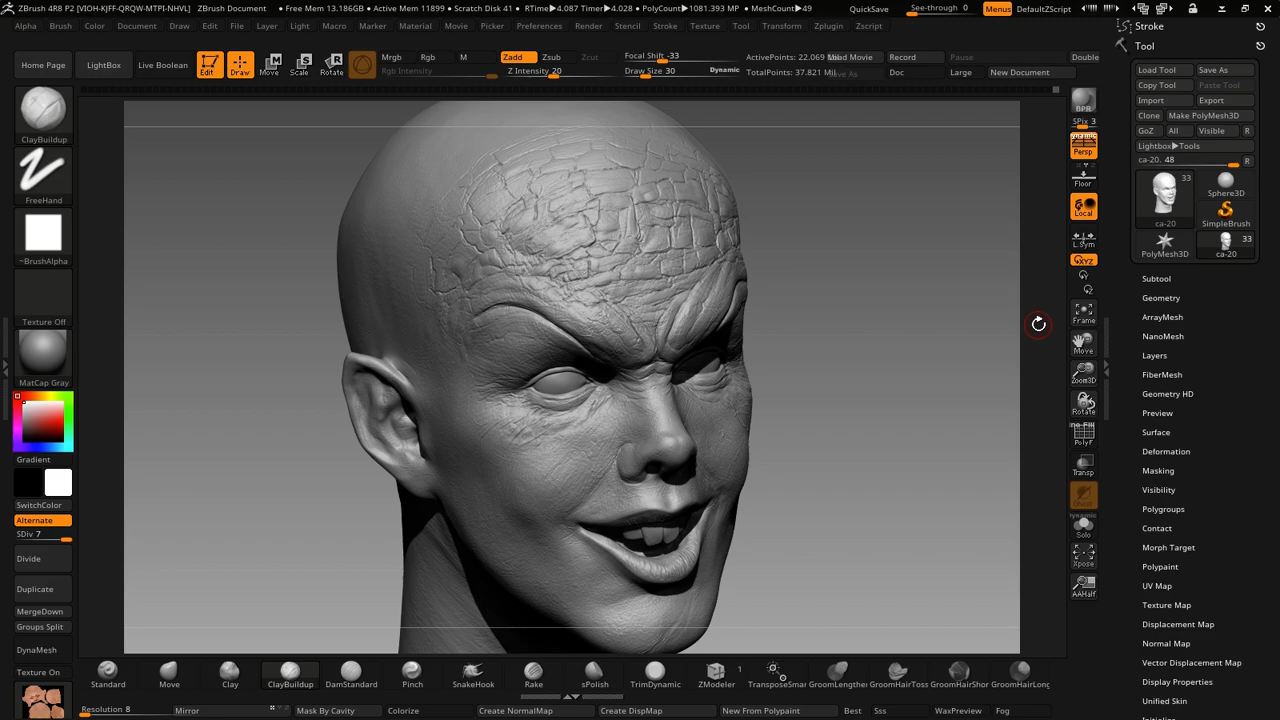 ZBrush 4R8 P2 [VIOH-KJFF-QRQW-MTPI-NHVL] ZBrush Document ● Free Mem 13.186GB ● Active Mem 11899 ● Scratch Disk 41 ● RTime▶4.087 Timer▶4.028 ● PolyCount▶1081.393 MP ● MeshCount▶49 QuickSave See-through 0 Menus DefaultZScript
Alpha Brush Color Document Draw Edit File Layer Light Macro Marker Material Movie Picker Preferences Render Stencil Stroke Texture Tool Transform Zplugin Zscript
Stroke
Tool
Home Page LightBox Live Boolean Edit Draw Move Scale Rotate
Mrgb Rgb M Zadd Zsub Zcut Focal Shift -33 ActivePoints: 22.069 Mil
Rgb Intensity Z Intensity 20 Draw Size 30 Dynamic TotalPoints: 37.821 Mil
Record Pause Double
Doc Large New Document
Load Tool Save As
Copy Tool Paste Tool
Import Export
Clone Make PolyMesh3D
GoZ All Visible R
Lightbox▶Tools
ca-20. 48 R
33
ca-20
Sphere3D
SimpleBrush
PolyMesh3D
33
ca-20
ClayBuildup
FreeHand
~BrushAlpha
Texture Off
MatCap Gray
Gradient
SwitchColor
Alternate
SDiv 7
Divide
Duplicate
MergeDown
Groups Split
DynaMesh
Texture On
BPR
SPix 3
Persp
Floor
Local
L.Sym
XYZ
Y
Z
Frame
Move
Zoom3D
Rotate
PolyF
Transp
Dynamic
Solo
Xpose
AAHalf
Subtool
Geometry
ArrayMesh
NanoMesh
Layers
FiberMesh
Geometry HD
Preview
Surface
Deformation
Masking
Visibility
Polygroups
Contact
Morph Target
Polypaint
UV Map
Texture Map
Displacement Map
Normal Map
Vector Displacement Map
Display Properties
Unified Skin
Standard Move Clay ClayBuildup DamStandard Pinch SnakeHook Rake sPolish TrimDynamic ZModeler 1 TransposeSmar GroomLengthen GroomHairToss GroomHairShor GroomHairLong
Resolution 8 Mirror Mask By Cavity Colorize Create NormalMap Create DispMap New From Polypaint Best Sss WaxPreview Fog